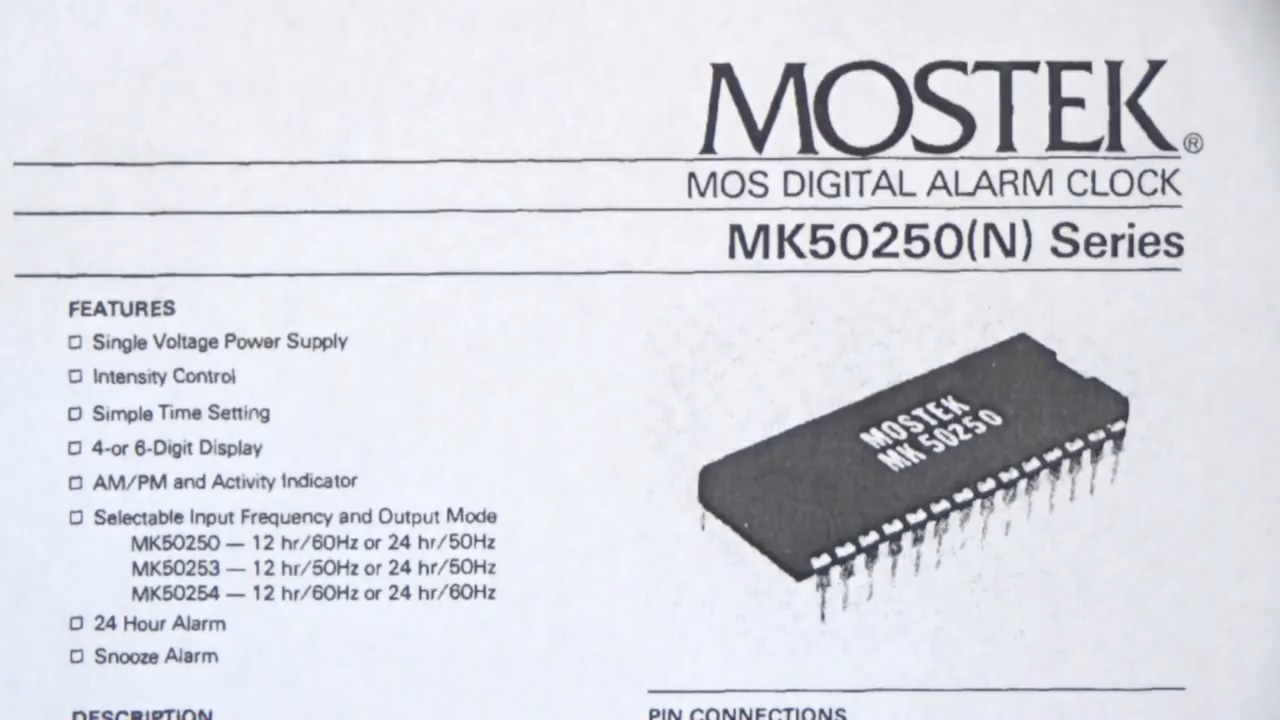 MOSTEK®
MOS DIGITAL ALARM CLOCK
MK50250(N) Series
FEATURES
Single Voltage Power Supply
Intensity Control
Simple Time Setting
4-or 6-Digit Display
AM/PM and Activity Indicator
Selectable Input Frequency and Output Mode
MK50250 — 12 hr/60Hz or 24 hr/50Hz
MK50253 — 12 hr/50Hz or 24 hr/50Hz
MK50254 — 12 hr/60Hz or 24 hr/60Hz
24 Hour Alarm
Snooze Alarm
MOSTEK
MK 50250
DESCRIPTION
PIN CONNECTIONS